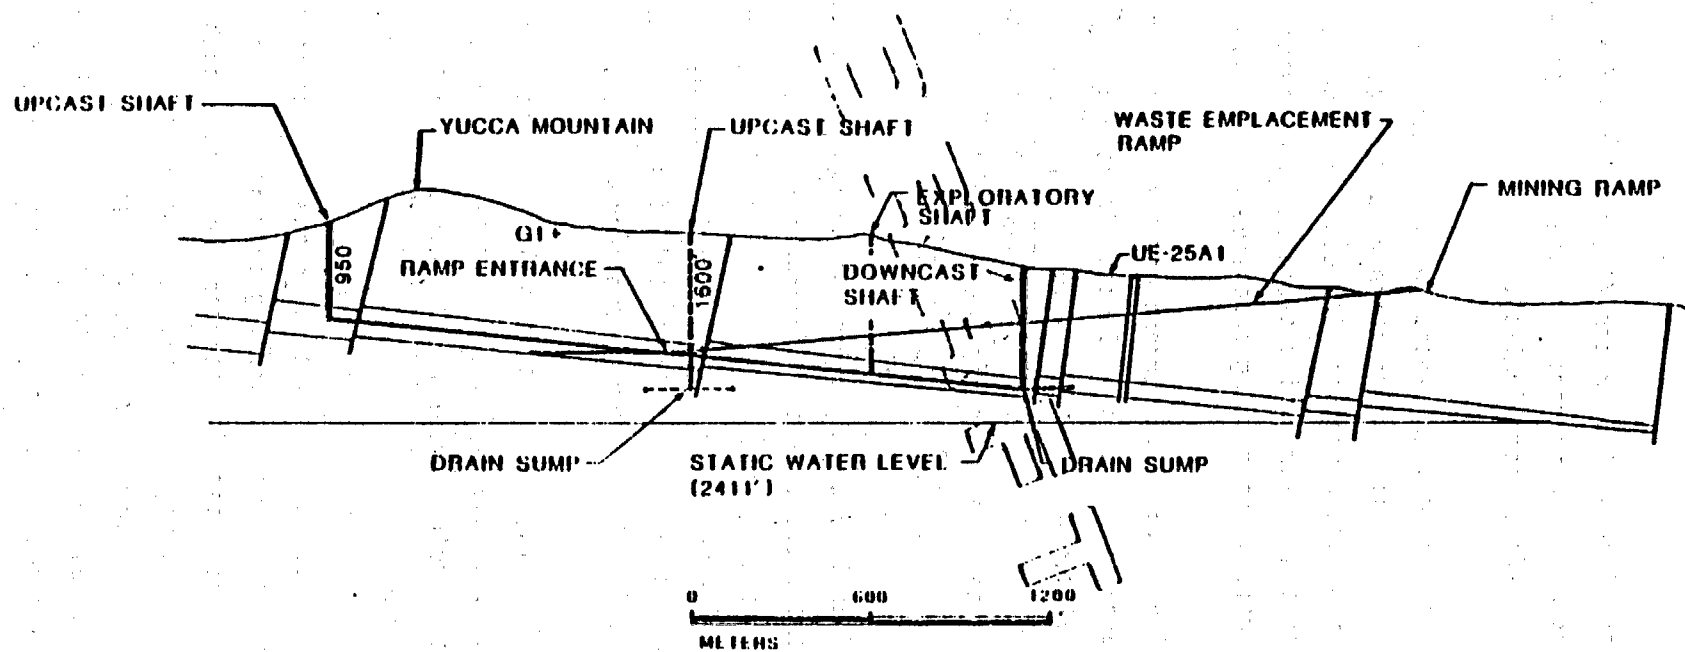 UPCAST SHAFT
YUCCA MOUNTAIN
UPCAST SHAFT
WASTE EMPLACEMENT
RAMP
EXPLORATORY
SHAFT
MINING RAMP
G1
RAMP ENTRANCE
950
1600'
DOWNCAST
SHAFT
UE-25A1
DRAIN SUMP
STATIC WATER LEVEL
(2411')
DRAIN SUMP
0 600 1200
METERS